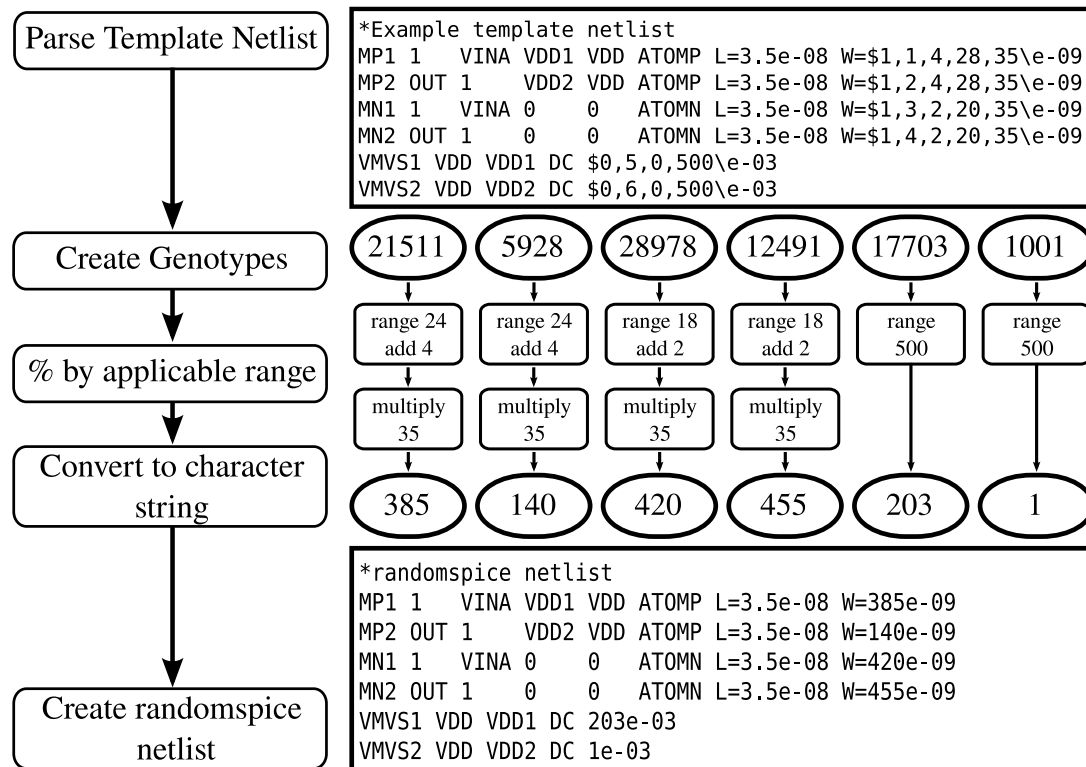 Parse Template Netlist
*Example template netlist
MP1 1   VINA VDD1 VDD ATOMP L=3.5e-08 W=$1,1,4,28,35\e-09
MP2 OUT 1    VDD2 VDD ATOMP L=3.5e-08 W=$1,2,4,28,35\e-09
MN1 1   VINA 0    0   ATOMN L=3.5e-08 W=$1,3,2,20,35\e-09
MN2 OUT 1    0    0   ATOMN L=3.5e-08 W=$1,4,2,20,35\e-09
VMVS1 VDD VDD1 DC $0,5,0,500\e-03
VMVS2 VDD VDD2 DC $0,6,0,500\e-03
Create Genotypes
21511 5928 28978 12491 17703 1001
% by applicable range
range 24 range 24 range 18 range 18 range range
add 4 add 4 add 2 add 2 500 500
multiply multiply multiply multiply
35 35 35 35
Convert to character
string
385 140 420 455 203 1
Create randomspice
netlist
*randomspice netlist
MP1 1   VINA VDD1 VDD ATOMP L=3.5e-08 W=385e-09
MP2 OUT 1    VDD2 VDD ATOMP L=3.5e-08 W=140e-09
MN1 1   VINA 0    0   ATOMN L=3.5e-08 W=420e-09
MN2 OUT 1    0    0   ATOMN L=3.5e-08 W=455e-09
VMVS1 VDD VDD1 DC 203e-03
VMVS2 VDD VDD2 DC 1e-03